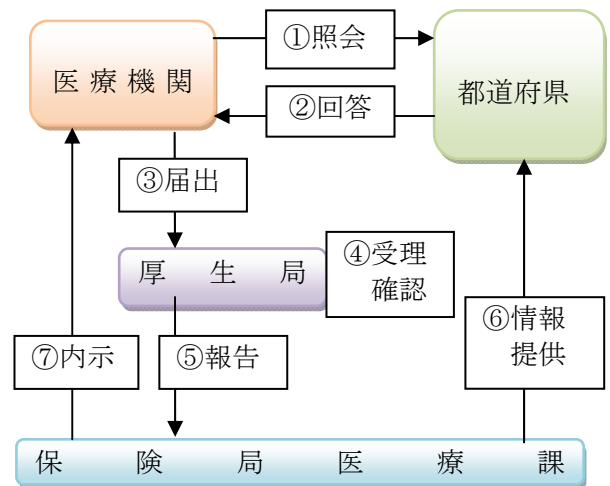 ①照会
医療機関
都道府県
②回答
③届出
④受理
確認
厚生局
⑥情報
提供
⑦内示
⑤報告
保険局医療課